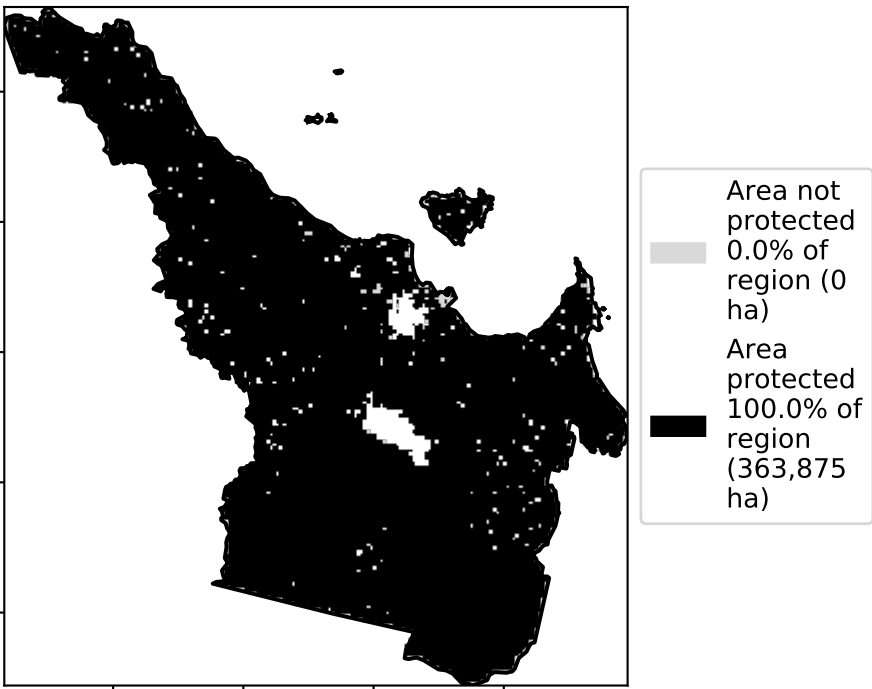 Area not
protected
0.0% of
region (0
ha)
Area
protected
100.0% of
region
(363,875
ha)